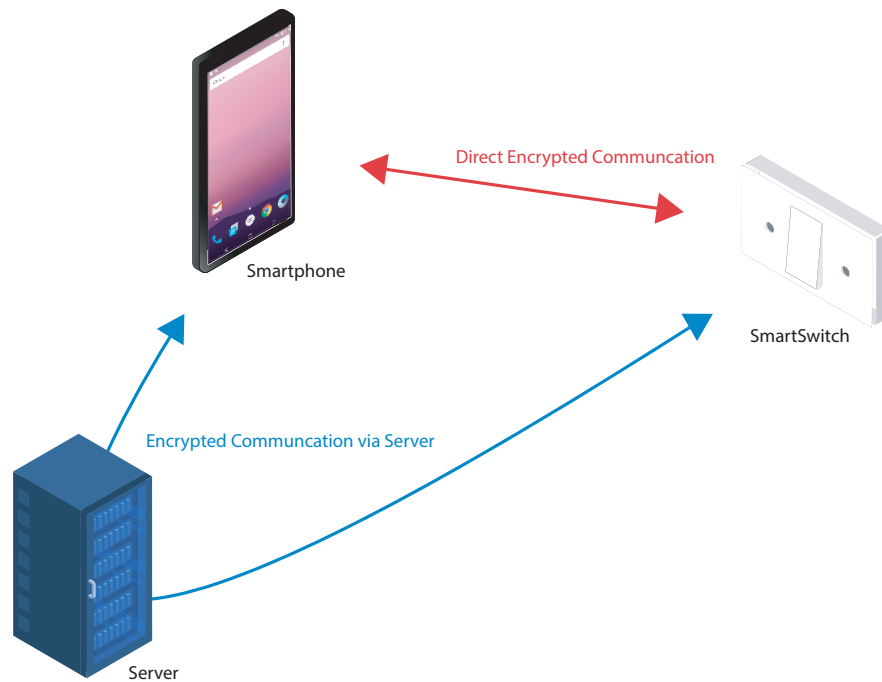 Direct Encrypted Communcation
Smartphone
SmartSwitch
Encrypted Communcation via Server
Server